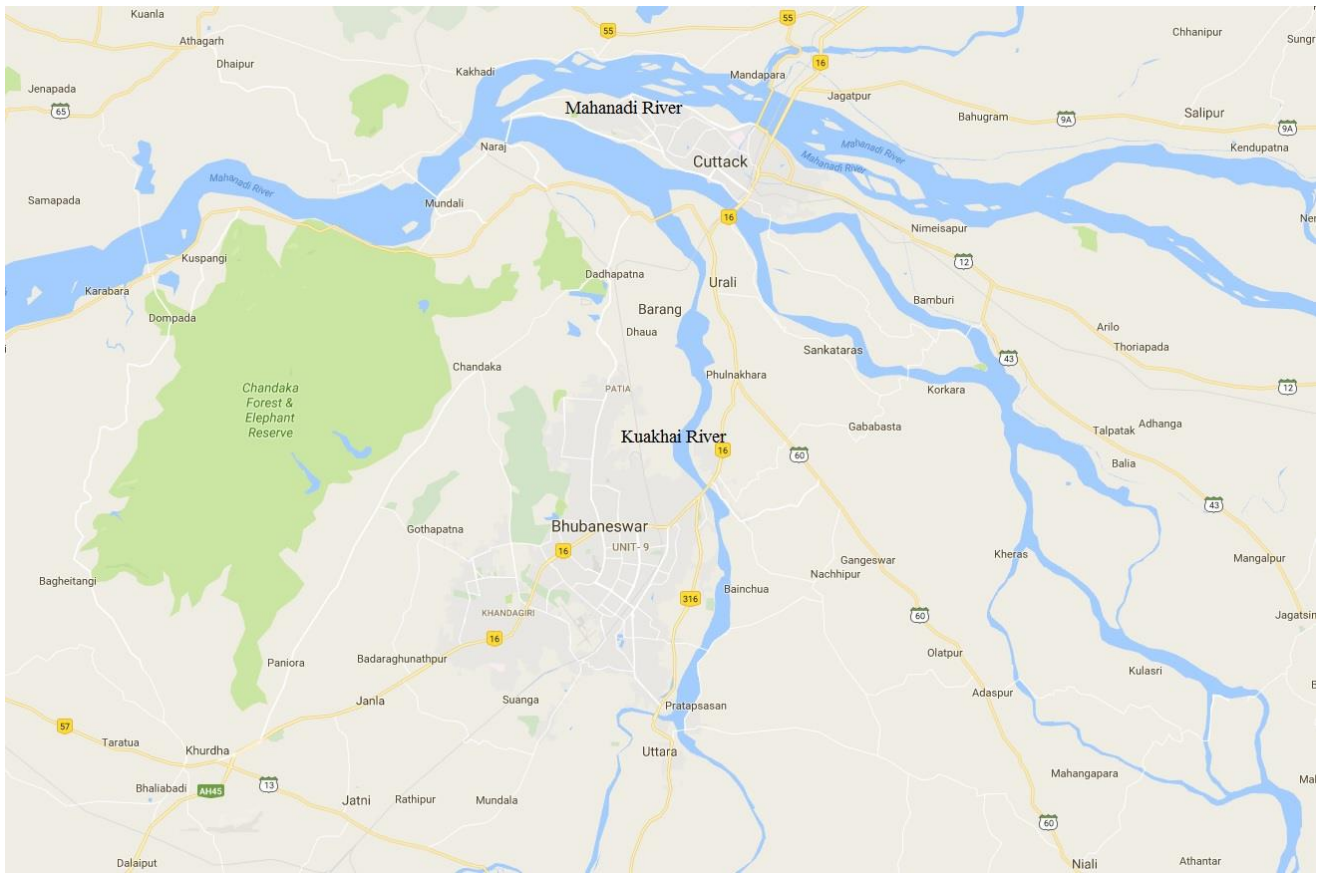 Kuanla
55
55
Chhanipur
Athagarh
Sungr
Dhaipur
Kakhadi
Mandapara
16
Jenapada
Jagatpur
65
Mahanadi River
Bahugram
9A
Salipur
9A
Naraj
Cuttack
Mahanadi River
Kendupatna
Mahanadi River
Mahanadi River
Samapada
Mundali
16
Ner
Nimeisapur
Kuspangi
12
Dadhapatna
Urali
Karabara
Barang
Bamburi
Dompada
Dhaua
Arilo
Sankataras
Thoriapada
43
Chandaka
Phulnakhara
Chandaka
Forest &
Elephant
Reserve
PATIA
Korkara
12
Gababasta
Adhanga
Talpatak
Kuakhai River
16
60
Balia
43
Gothapatna
Bhubaneswar
16
UNIT- 9
Kheras
Gangeswar
Mangalpur
Nachhipur
Bagheitangi
Bainchua
316
KHANDAGIRI
60
Jagatsin
16
Olatpur
Paniora
Badaraghunathpur
Kulasri
Janla
Suanga
Pratapsasan
Adaspur
57
Taratua
Khurdha
Uttara
Mahangapara
Bhaliabadi
AH45
13
Jatni
Rathipur
Mundala
60
Dalaiput
Niali
Athantar